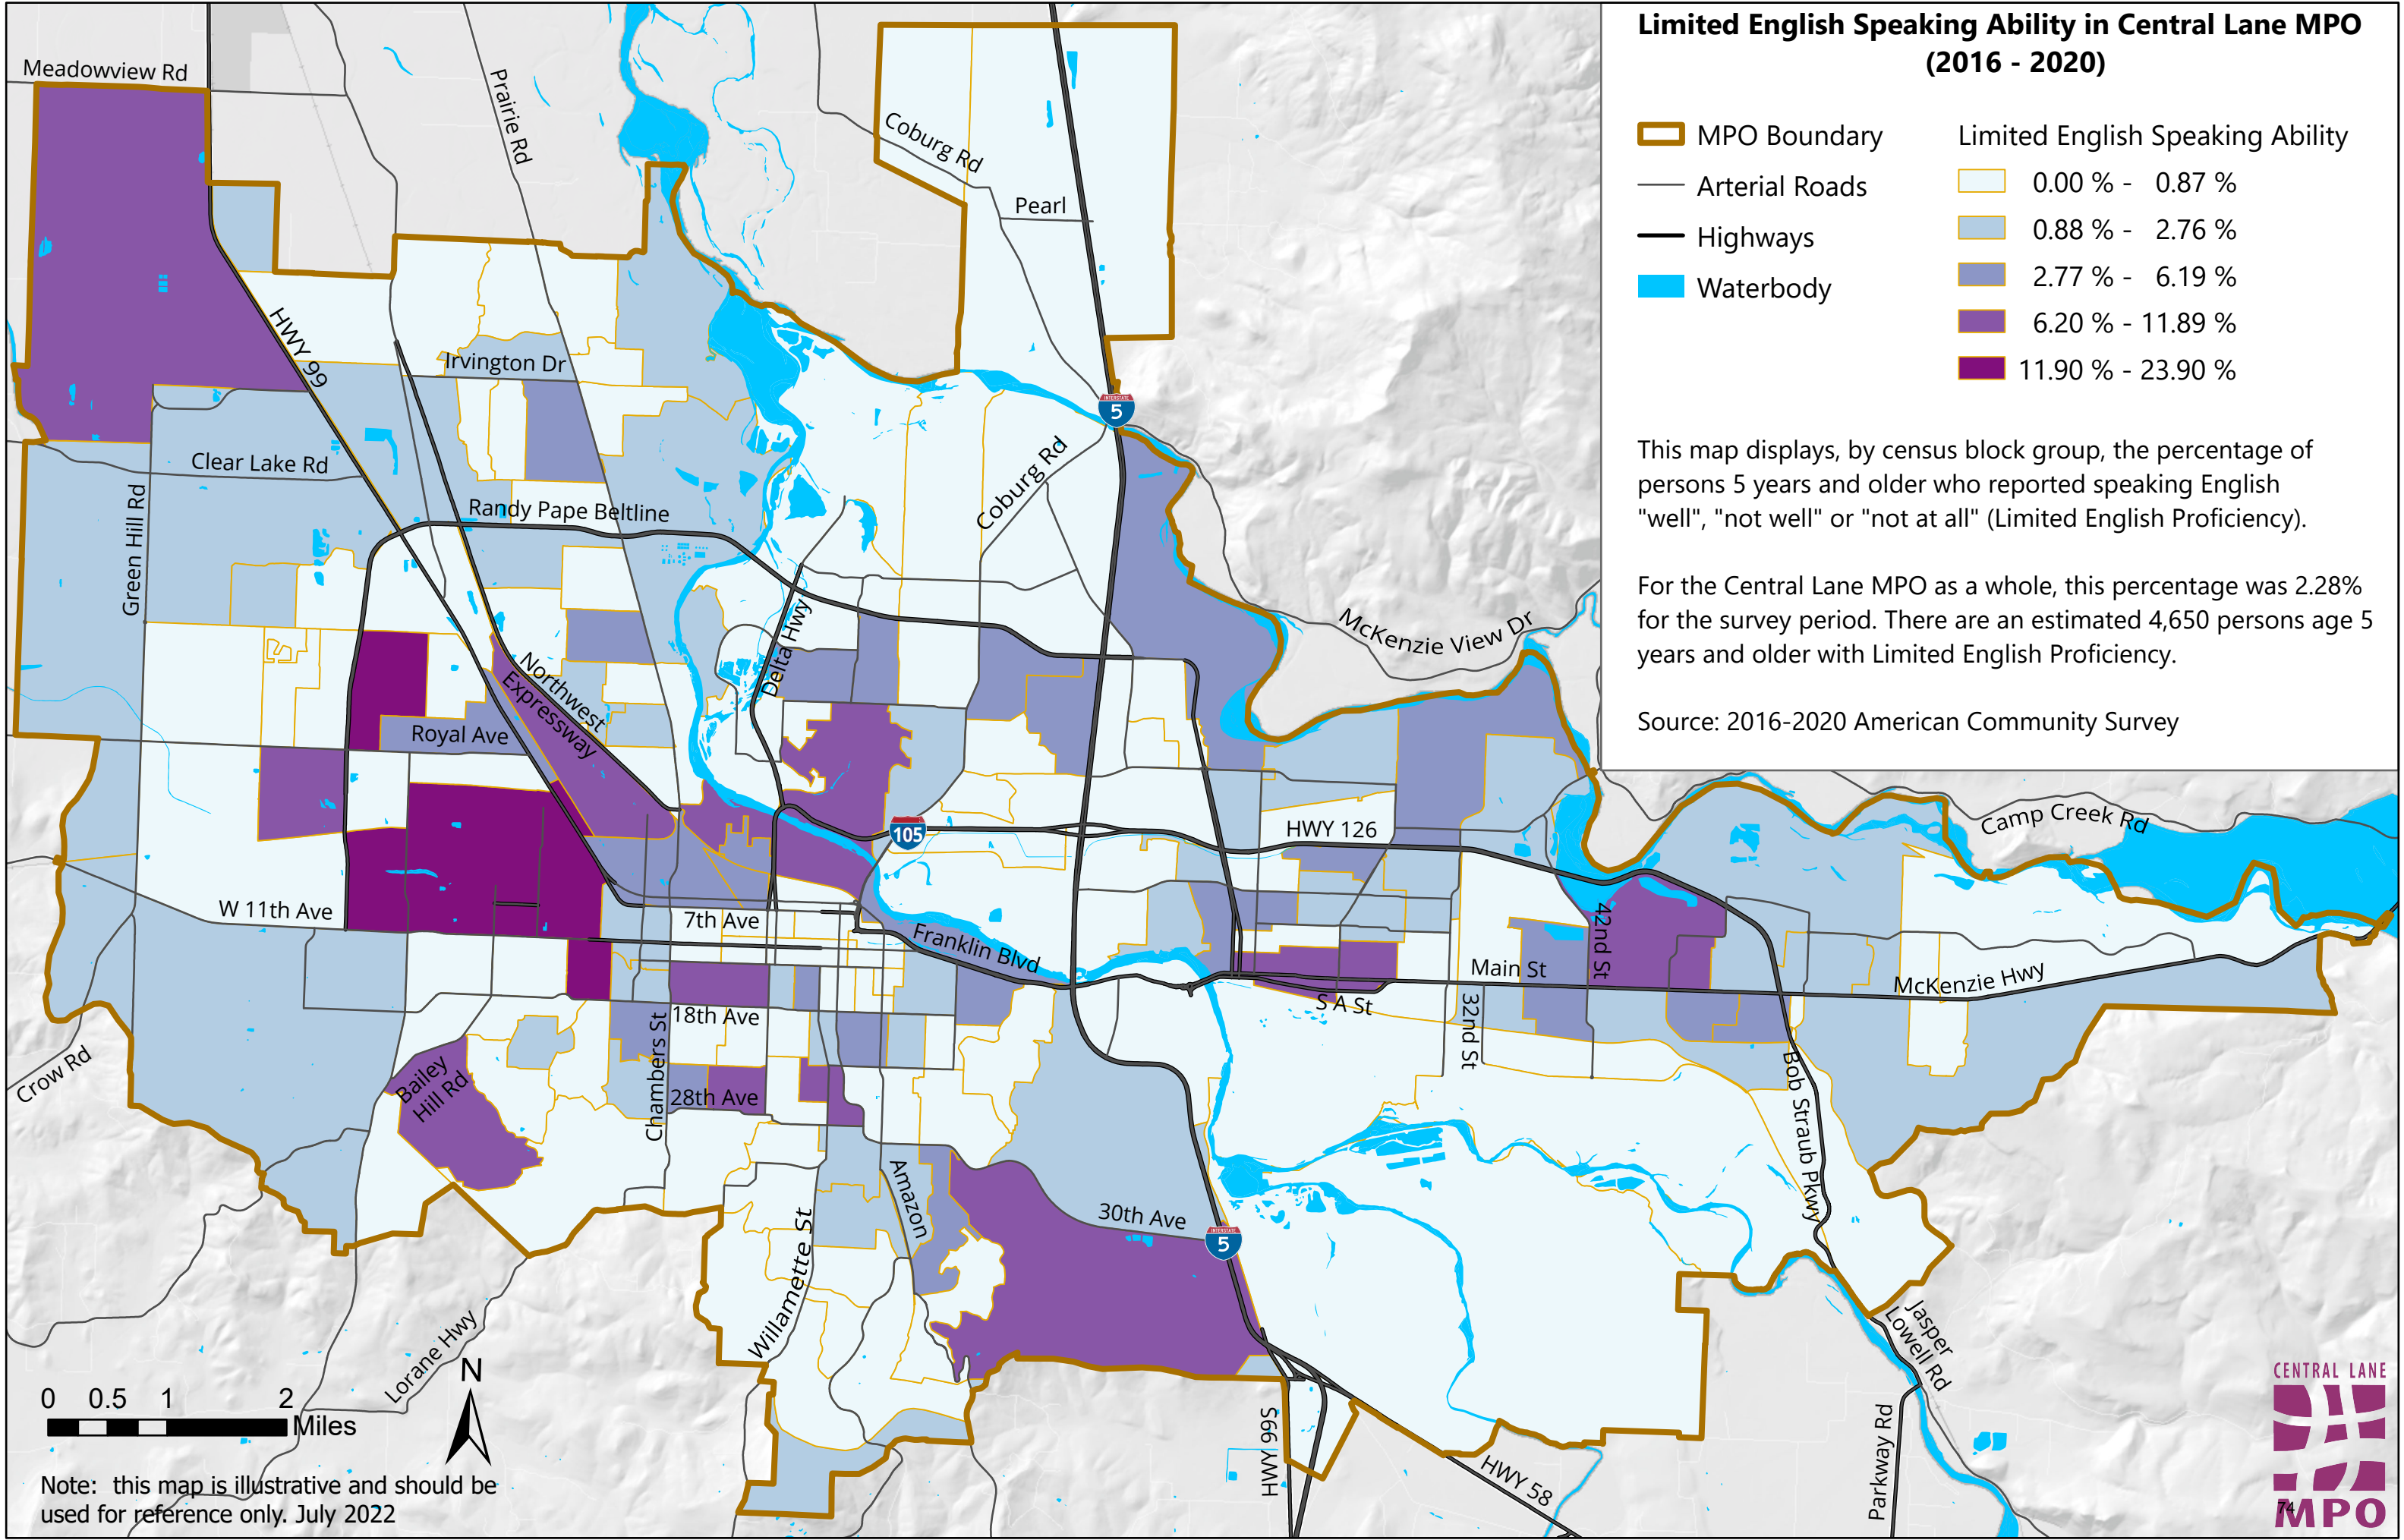 Limited English Speaking Ability in Central Lane MPO
(2016 - 2020)
MPO Boundary
Arterial Roads
Highways
Waterbody
Limited English Speaking Ability
0.00 % - 0.87 %
0.88 % - 2.76 %
2.77 % - 6.19 %
6.20 % - 11.89 %
11.90 % - 23.90 %
This map displays, by census block group, the percentage of
persons 5 years and older who reported speaking English
"well", "not well" or "not at all" (Limited English Proficiency).
For the Central Lane MPO as a whole, this percentage was 2.28%
for the survey period. There are an estimated 4,650 persons age 5
years and older with Limited English Proficiency.
Source: 2016-2020 American Community Survey
Meadowview Rd
Prairie Rd
Coburg Rd
Pearl
HWY 99
Irvington Dr
INTERSTATE
5
Clear Lake Rd
Coburg Rd
Green Hill Rd
Randy Pape Beltline
Delta Hwy
McKenzie View Dr
Northwest
Expressway
Royal Ave
105
HWY 126
Camp Creek Rd
W 11th Ave
7th Ave
Franklin Blvd
42nd St
Main St
McKenzie Hwy
S A St
18th Ave
32nd St
Crow Rd
Bailey
Hill Rd
Chambers St
28th Ave
Bob Straub Pkwy
Amazon
30th Ave
INTERSTATE
5
Willamette St
Lorane Hwy
Jasper
Lowell Rd
HWY 99S
HWY 58
Parkway Rd
N
0 0.5 1 2
Miles
Note: this map is illustrative and should be
used for reference only. July 2022
CENTRAL LANE
74
MPO